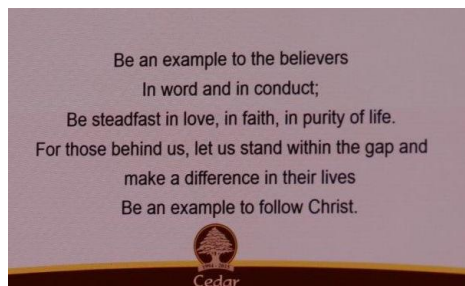 Be an example to the believers
In word and in conduct;
Be steadfast in love, in faith, in purity of life.
For those behind us, let us stand within the gap and
make a difference in their lives
Be an example to follow Christ.
Cedar